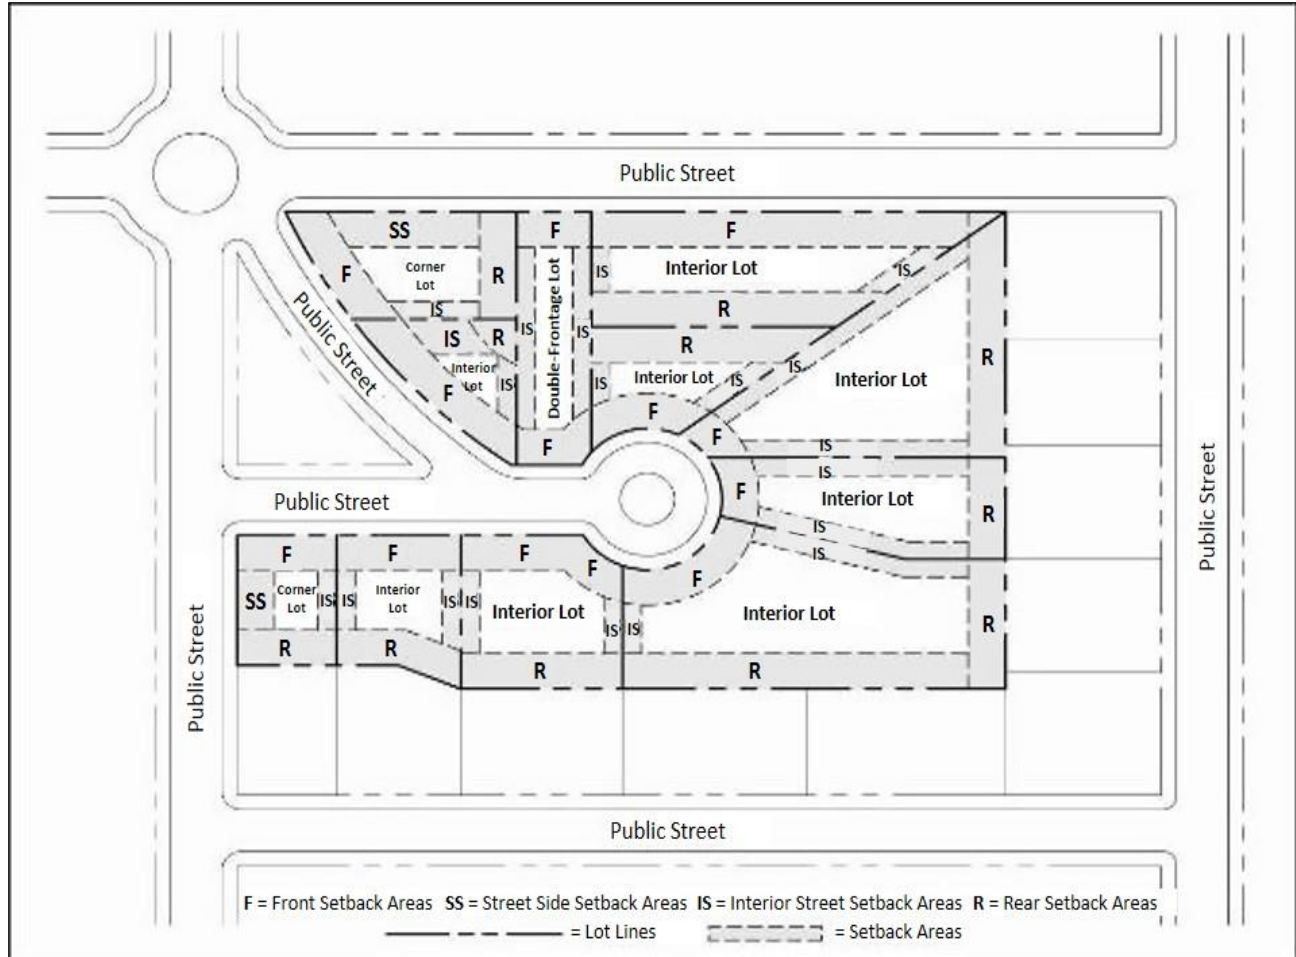 Public Street
SS
F
F
F
Corner
Lot
R
IS
Interior Lot
IS
F
IS
R
IS
IS
R
Double-Frontage Lot
IS
R
Public Street
Interior
Lot
IS
F
IS
Interior Lot
IS
IS
Interior Lot
R
F
F
F
IS
IS
Interior Lot
F
R
Public Street
Public Street
IS
IS
F
F
F
F
F
SS
Corner
Lot
IS
IS
Interior
Lot
IS
IS
Interior Lot
IS
IS
Interior Lot
R
R
R
R
R
Public Street
Public Street
F = Front Setback Areas SS = Street Side Setback Areas IS = Interior Street Setback Areas R = Rear Setback Areas
= Lot Lines
= Setback Areas